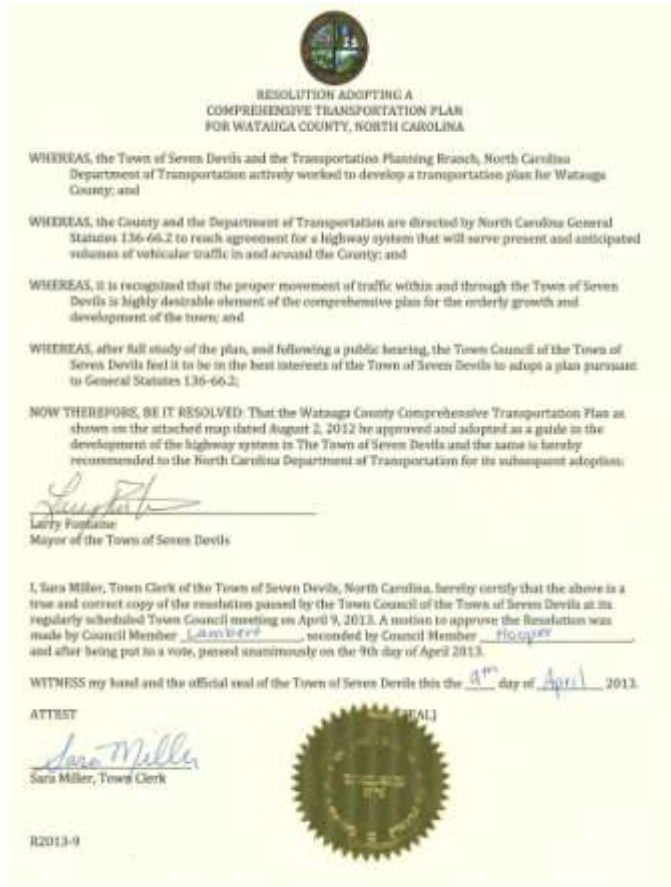 RESOLUTION ADOPTING A
COMPREHENSIVE TRANSPORTATION PLAN
FOR WATAUGA COUNTY, NORTH CAROLINA
WHEREAS, the Town of Seven Devils and the Transportation Planning Branch, North Carolina
Department of Transportation actively worked to develop a transportation plan for Watauga
County; and
WHEREAS, the County and the Department of Transportation are directed by North Carolina General
Statutes 136-66.2 to reach agreement for a highway system that will serve present and anticipated
volumes of vehicular traffic in and around the County; and
WHEREAS, it is recognized that the proper movement of traffic within and through the Town of Seven
Devils is highly desirable element of the comprehensive plan for the orderly growth and
development of the town; and
WHEREAS, after full study of the plan, and following a public hearing, the Town Council of the Town of
Seven Devils feel it to be in the best interests of the Town of Seven Devils to adopt a plan pursuant
to General Statutes 136-66.2;
NOW THEREFORE, BE IT RESOLVED: That the Watauga County Comprehensive Transportation Plan as
shown on the attached map dated August 2, 2012 be approved and adopted as a guide in the
development of the highway system in The Town of Seven Devils and the same is hereby
recommended to the North Carolina Department of Transportation for its subsequent adoption;
Larry Fontaine
Mayor of the Town of Seven Devils
I, Sara Miller, Town Clerk of the Town of Seven Devils, North Carolina, hereby certify that the above is a
true and correct copy of the resolution passed by the Town Council of the Town of Seven Devils at its
regularly scheduled Town Council meeting on April 9, 2013. A motion to approve the Resolution was
made by Council Member Lambert, seconded by Council Member Hooper
and after being put to a vote, passed unanimously on the 9th day of April 2013.
WITNESS my hand and the official seal of the Town of Seven Devils this the 9th day of April 2013.
ATTEST [SEAL]
Sara Miller
Sara Miller, Town Clerk
R2013-9